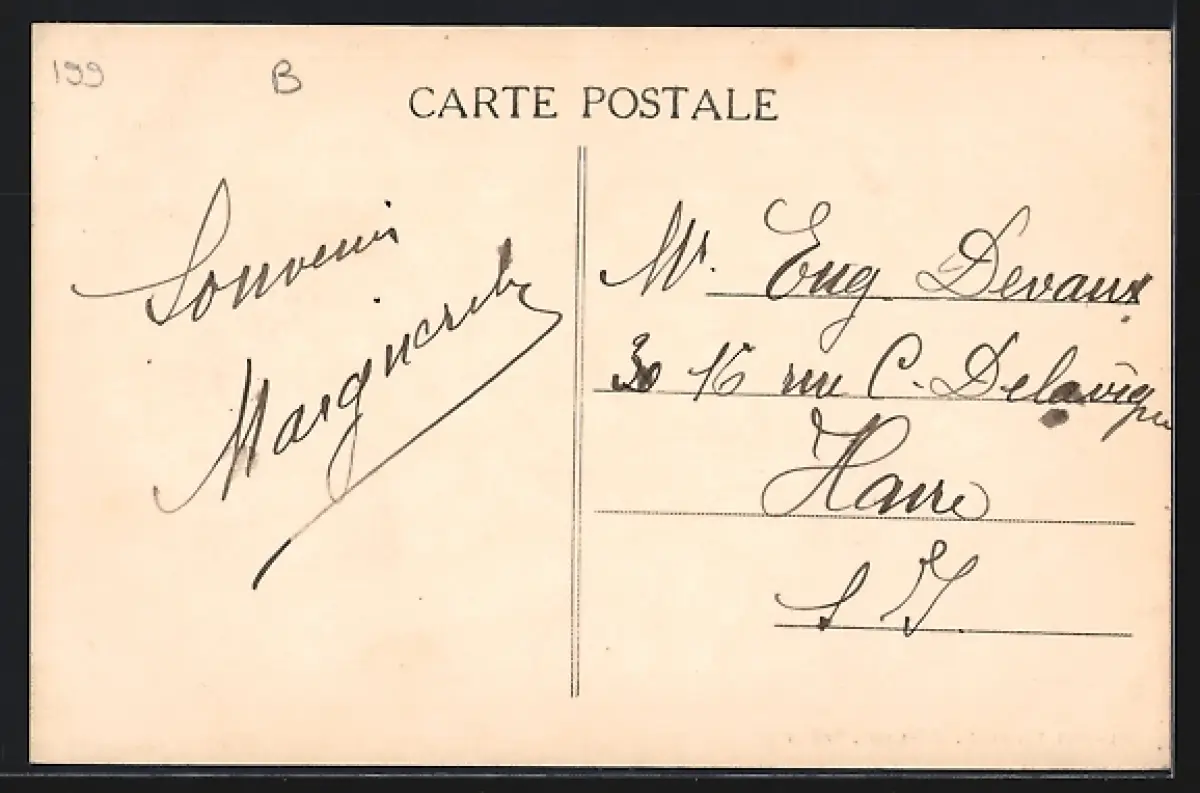 199 B
CARTE POSTALE
Souvenir
Marguerite
Mr. Eug. Devaux
30 16 rue C. Delavigne
Havre
S I.